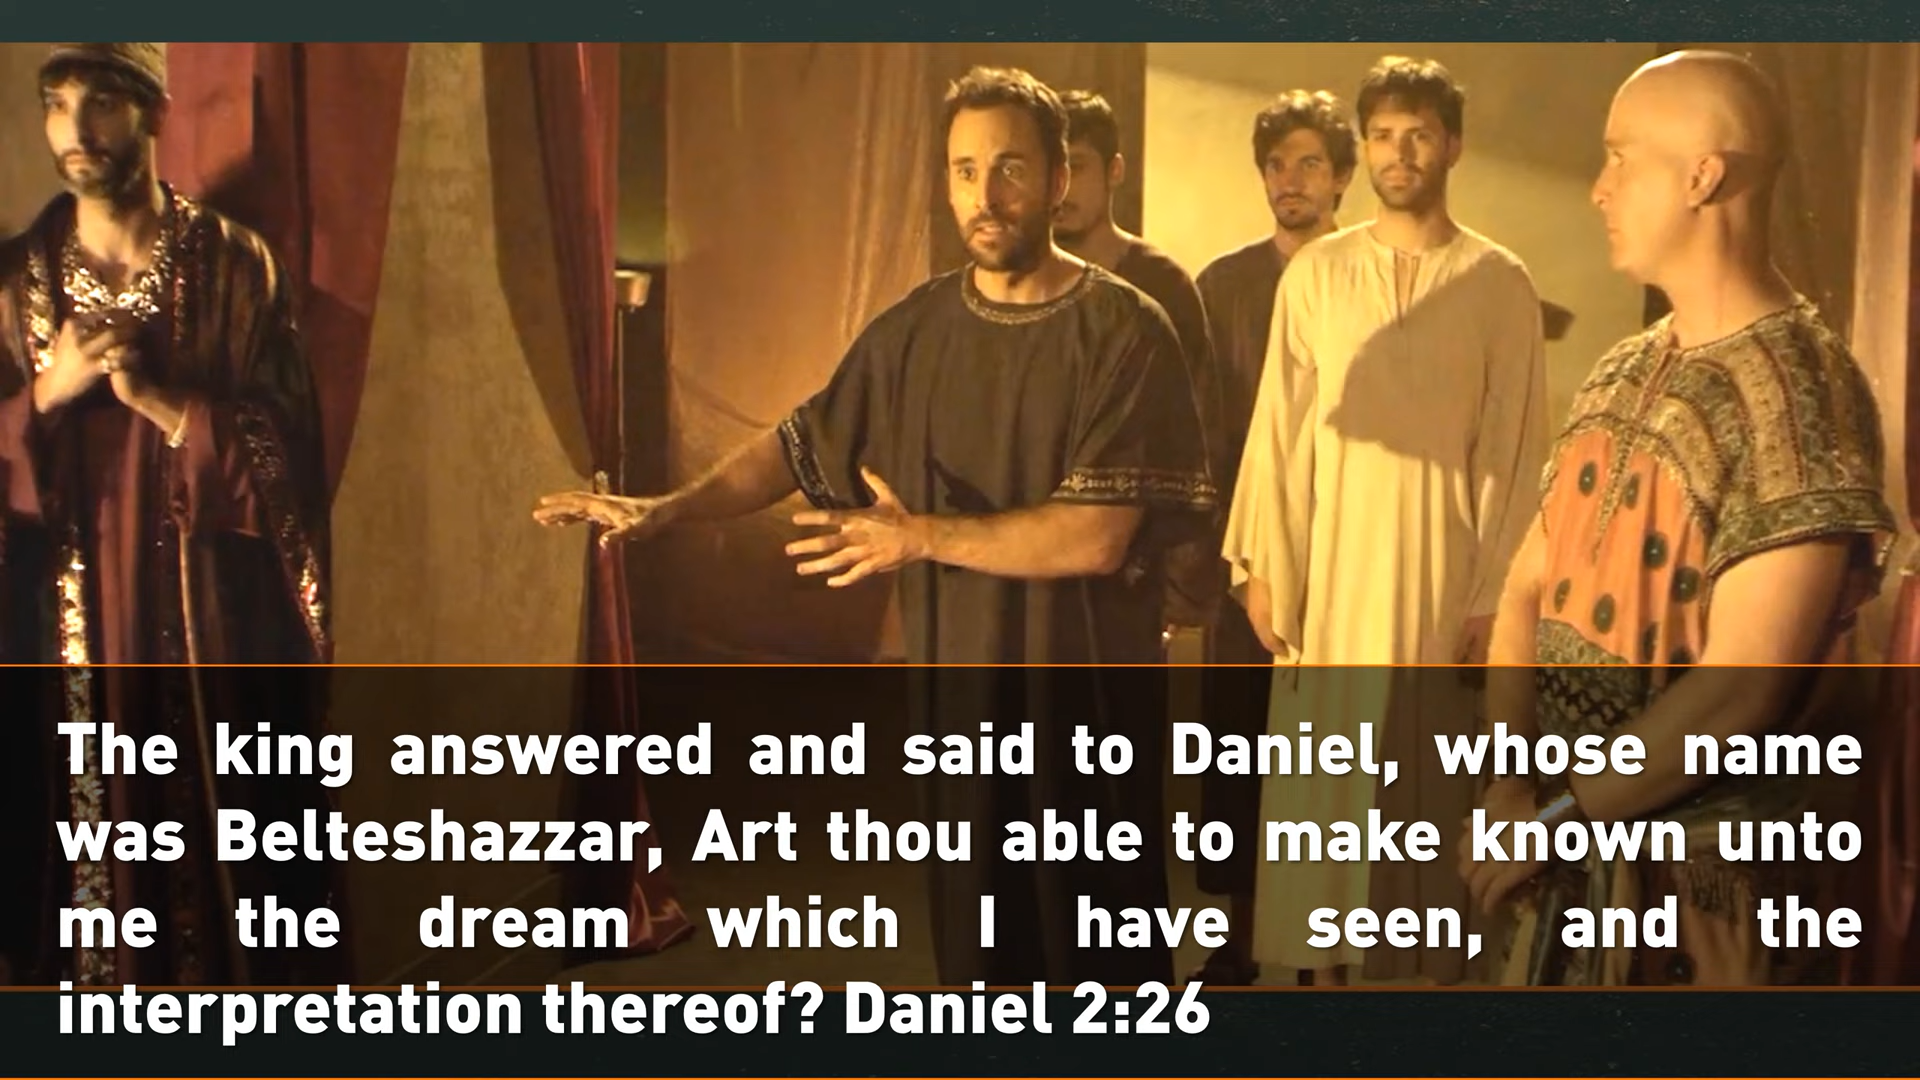 The king answered and said to Daniel, whose name
was Belteshazzar, Art thou able to make known unto
me the dream which I have seen, and the
interpretation thereof? Daniel 2:26